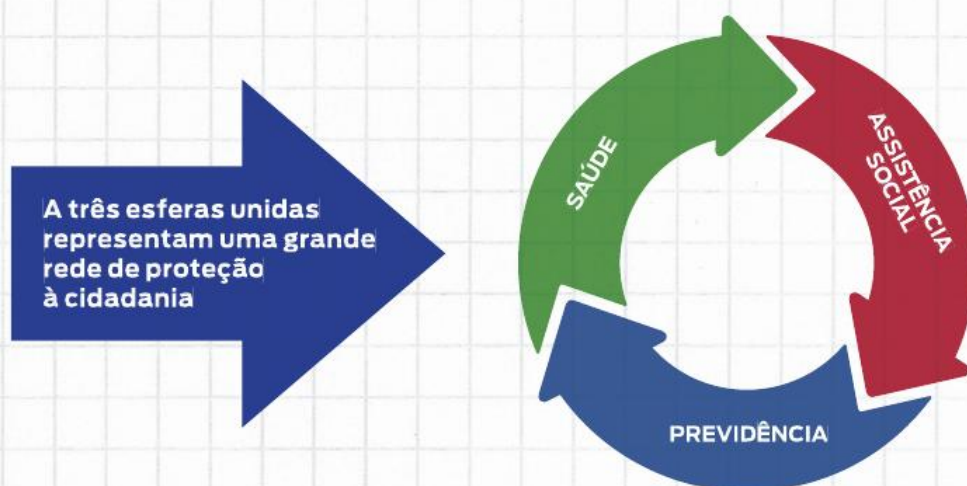 A três esferas unidas
representam uma grande
rede de proteção
à cidadania
SAÚDE
ASSISTÊNCIA
SOCIAL
PREVIDÊNCIA